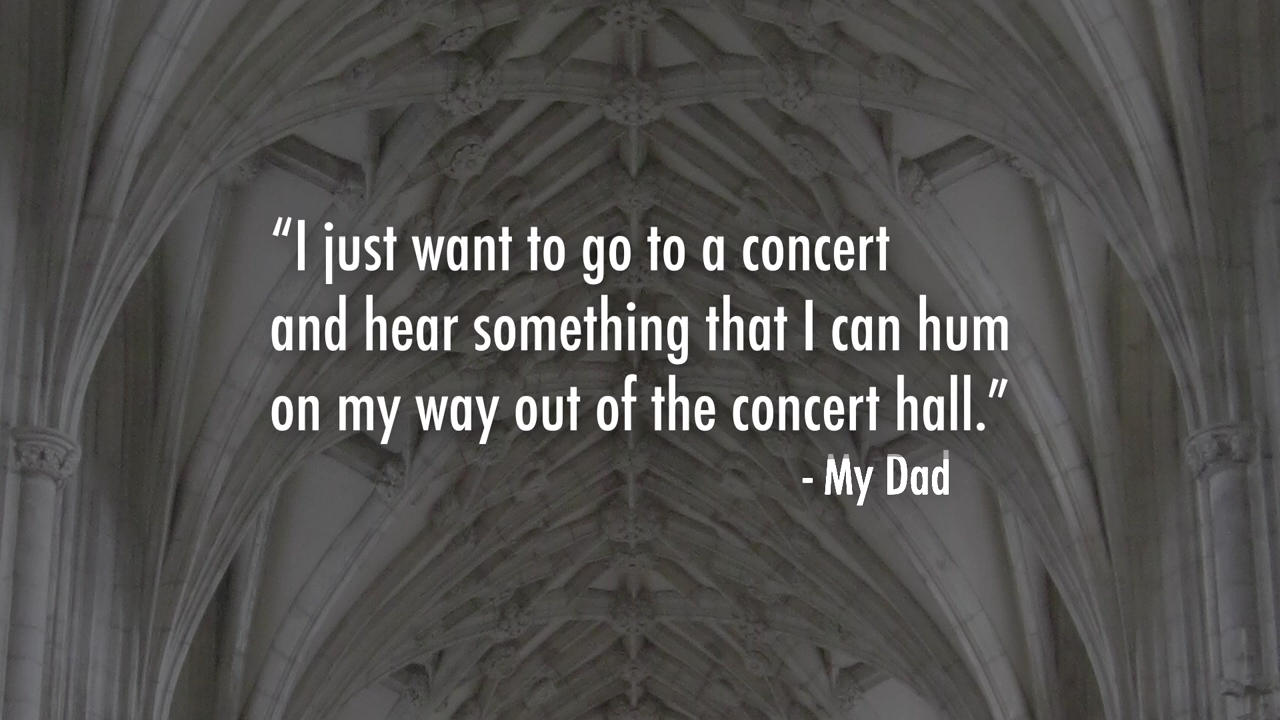 “I just want to go to a concert
and hear something that I can hum
on my way out of the concert hall.”
- My Dad